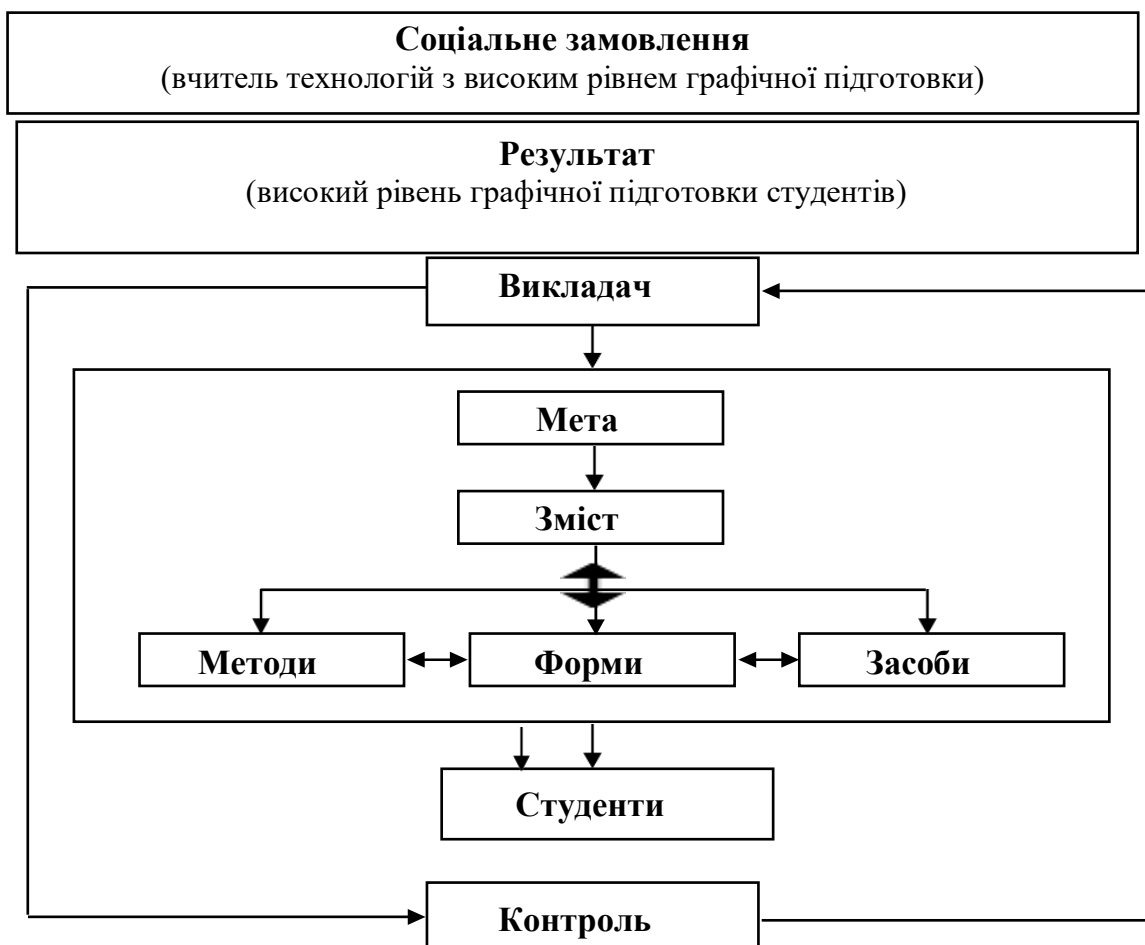 Соціальне замовлення
(вчитель технологій з високим рівнем графічної підготовки)
Результат
(високий рівень графічної підготовки студентів)
Викладач
Мета
Зміст
Методи
Форми
Засоби
Студенти
Контроль